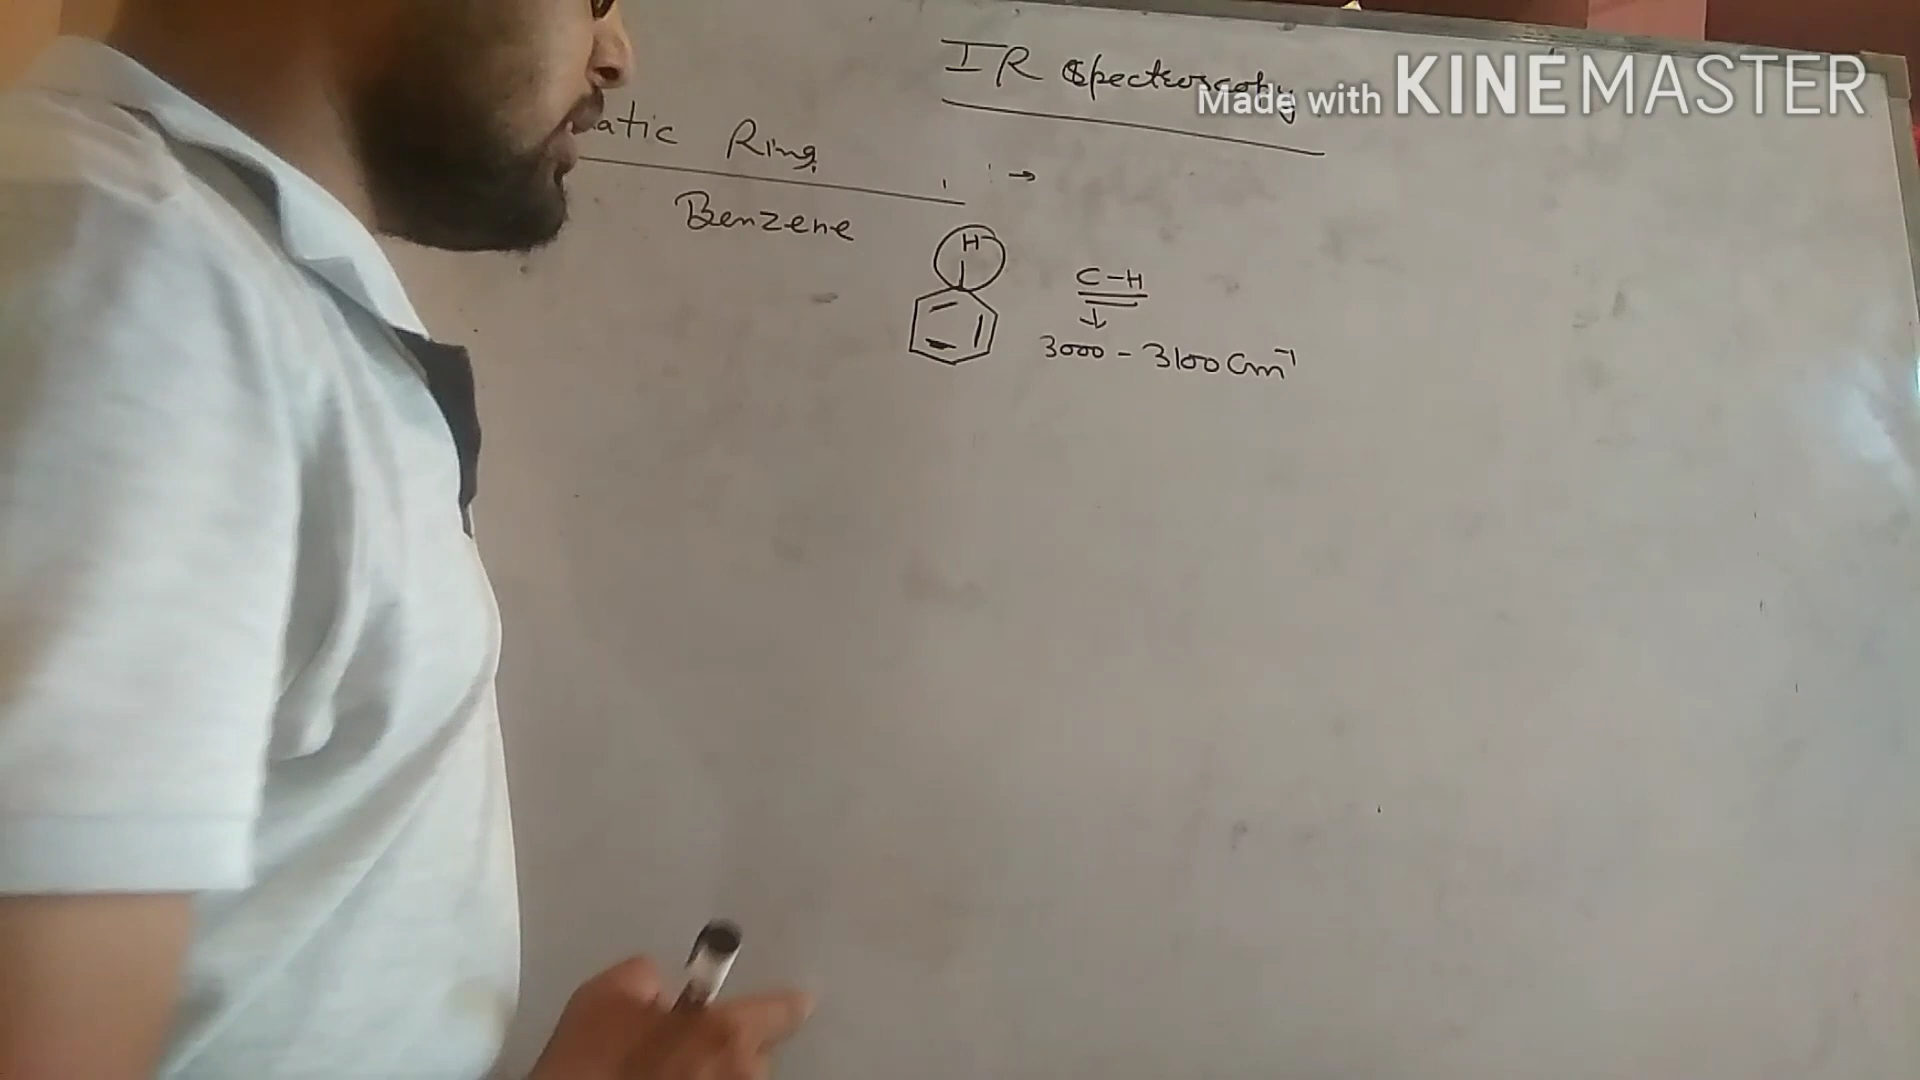 IR Spectroscopy
Made with KINEMASTER
atic Ring, : →
Benzene
H
C-H
↓
3000 - 3100 Cm⁻¹